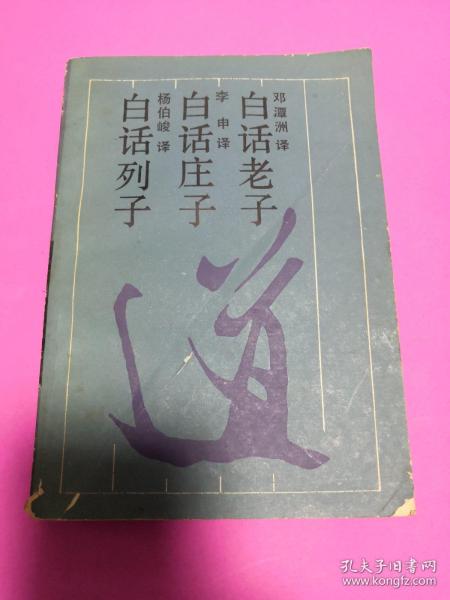 邓潭洲 译
白话老子
李申 译
白话庄子
杨伯峻 译
白话列子
道
孔夫子旧书网
www.kongfz.com